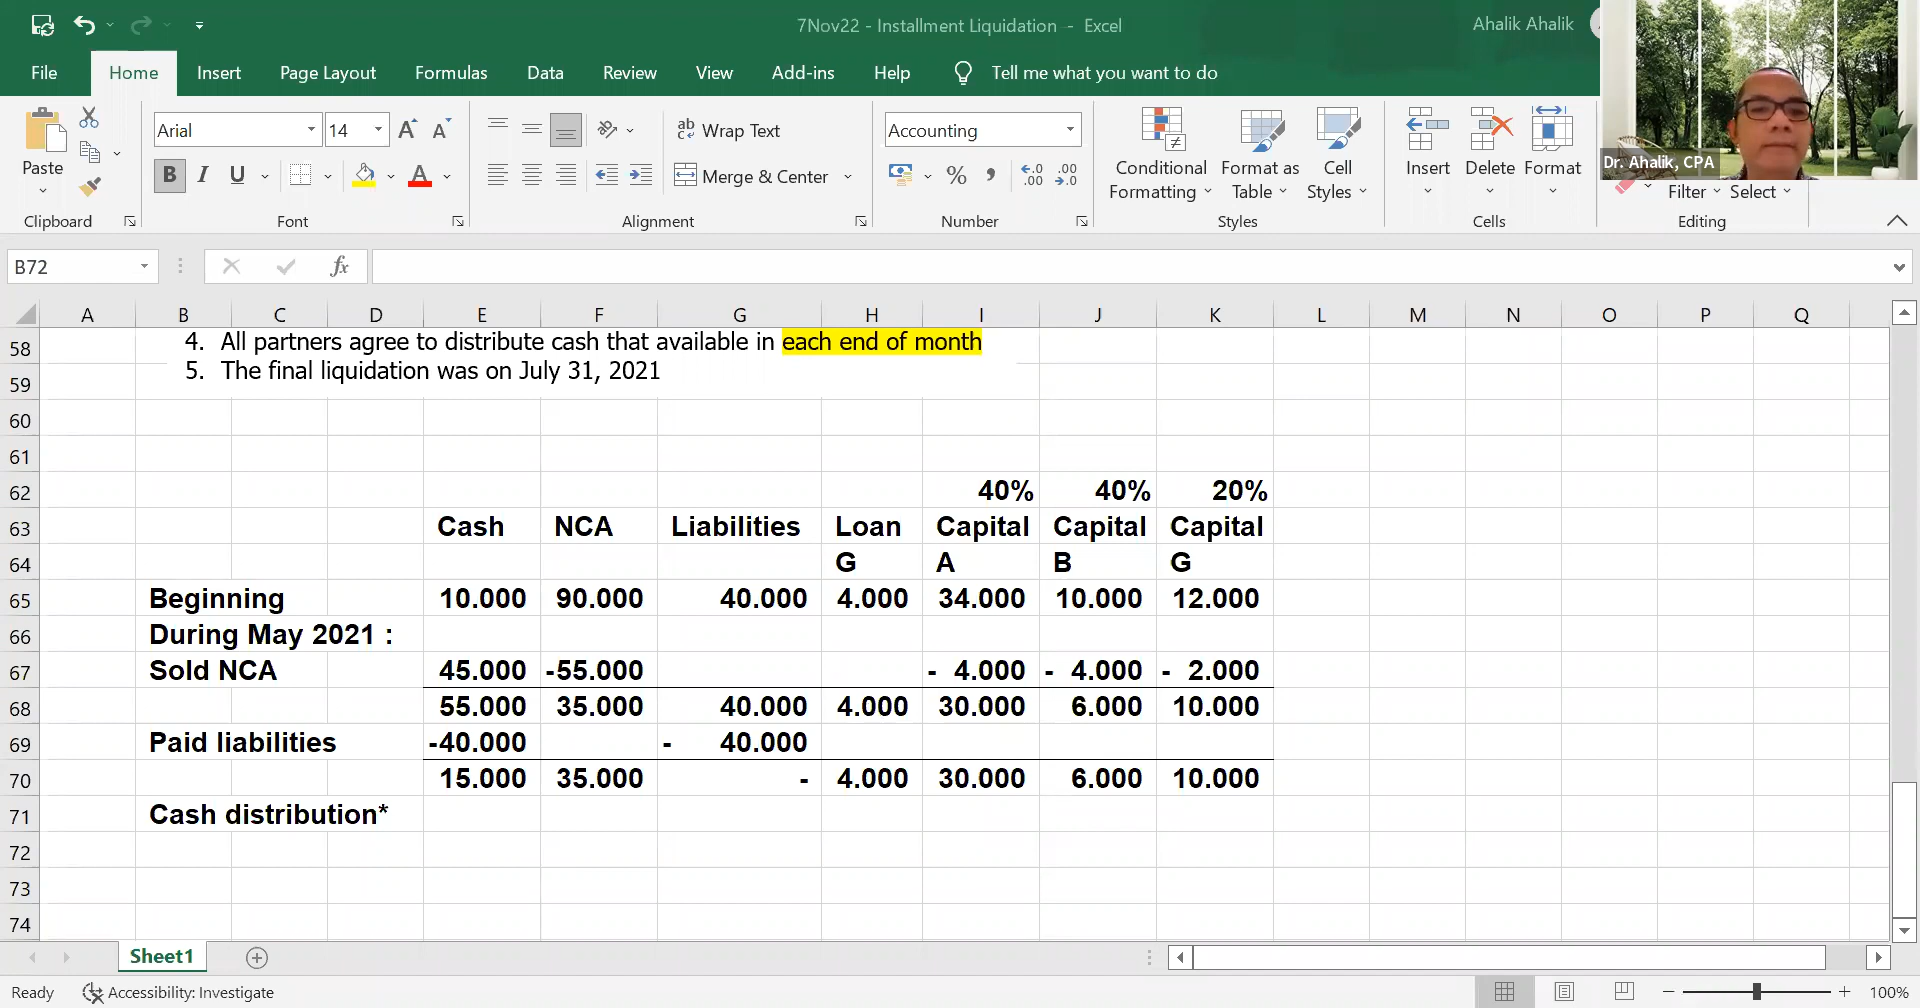 7Nov22 - Installment Liquidation - Excel
Ahalik Ahalik
File Home Insert Page Layout Formulas Data Review View Add-ins Help Tell me what you want to do
Paste
Clipboard
Arial 14
B I U
Font
Wrap Text
Merge & Center
Alignment
Accounting
Number
Conditional Formatting
Format as Table
Cell Styles
Styles
Insert Delete Format
Cells
Filter Select
Editing
Dr. Ahalik, CPA
B72 fx
A B C D E F G H I J K L M N O P Q
58 4. All partners agree to distribute cash that available in each end of month
59 5. The final liquidation was on July 31, 2021
60
61
62 40% 40% 20%
63 Cash NCA Liabilities Loan Capital Capital Capital
64 G A B G
65 Beginning 10.000 90.000 40.000 4.000 34.000 10.000 12.000
66 During May 2021 :
67 Sold NCA 45.000 -55.000 - 4.000 - 4.000 - 2.000
68 55.000 35.000 40.000 4.000 30.000 6.000 10.000
69 Paid liabilities -40.000 - 40.000
70 15.000 35.000 - 4.000 30.000 6.000 10.000
71 Cash distribution*
72
73
74
Sheet1
Ready Accessibility: Investigate 100%